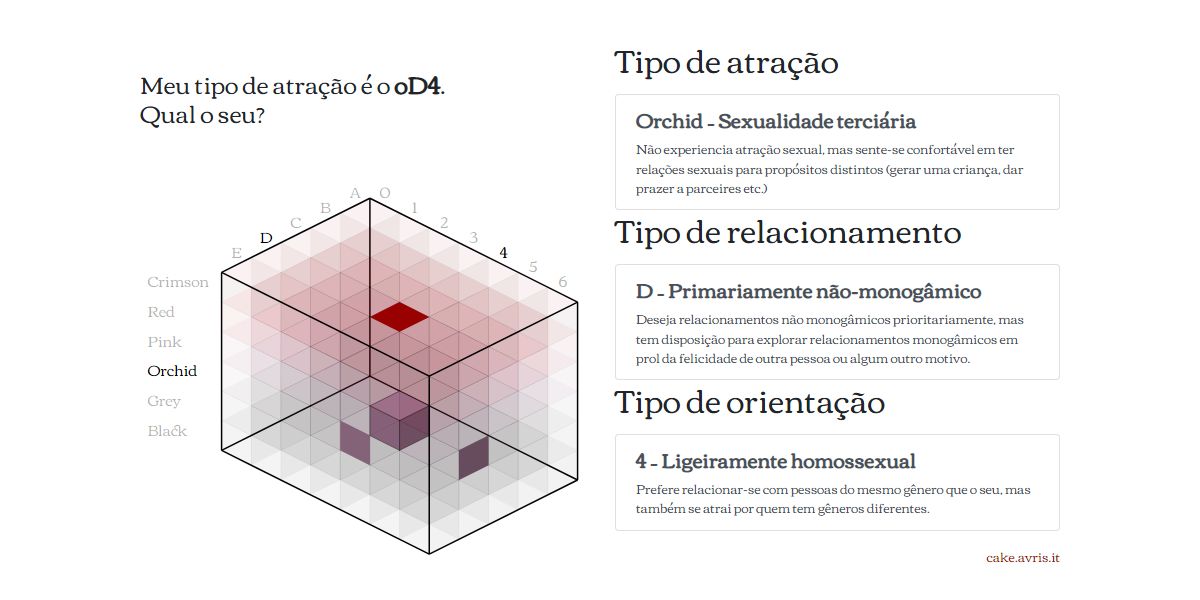 Meu tipo de atração é o oD4.
Qual o seu?
A O
B 1
C 2
D 3
E 4
5
6
Crimson
Red
Pink
Orchid
Grey
Black
Tipo de atração
Orchid - Sexualidade terciária
Não experiencia atração sexual, mas sente-se confortável em ter
relações sexuais para propósitos distintos (gerar uma criança, dar
prazer a parceires etc.)
Tipo de relacionamento
D - Primariamente não-monogâmico
Deseja relacionamentos não monogâmicos prioritariamente, mas
tem disposição para explorar relacionamentos monogâmicos em
prol da felicidade de outra pessoa ou algum outro motivo.
Tipo de orientação
4 - Ligeiramente homossexual
Prefere relacionar-se com pessoas do mesmo gênero que o seu, mas
também se atrai por quem tem gêneros diferentes.
cake.avris.it